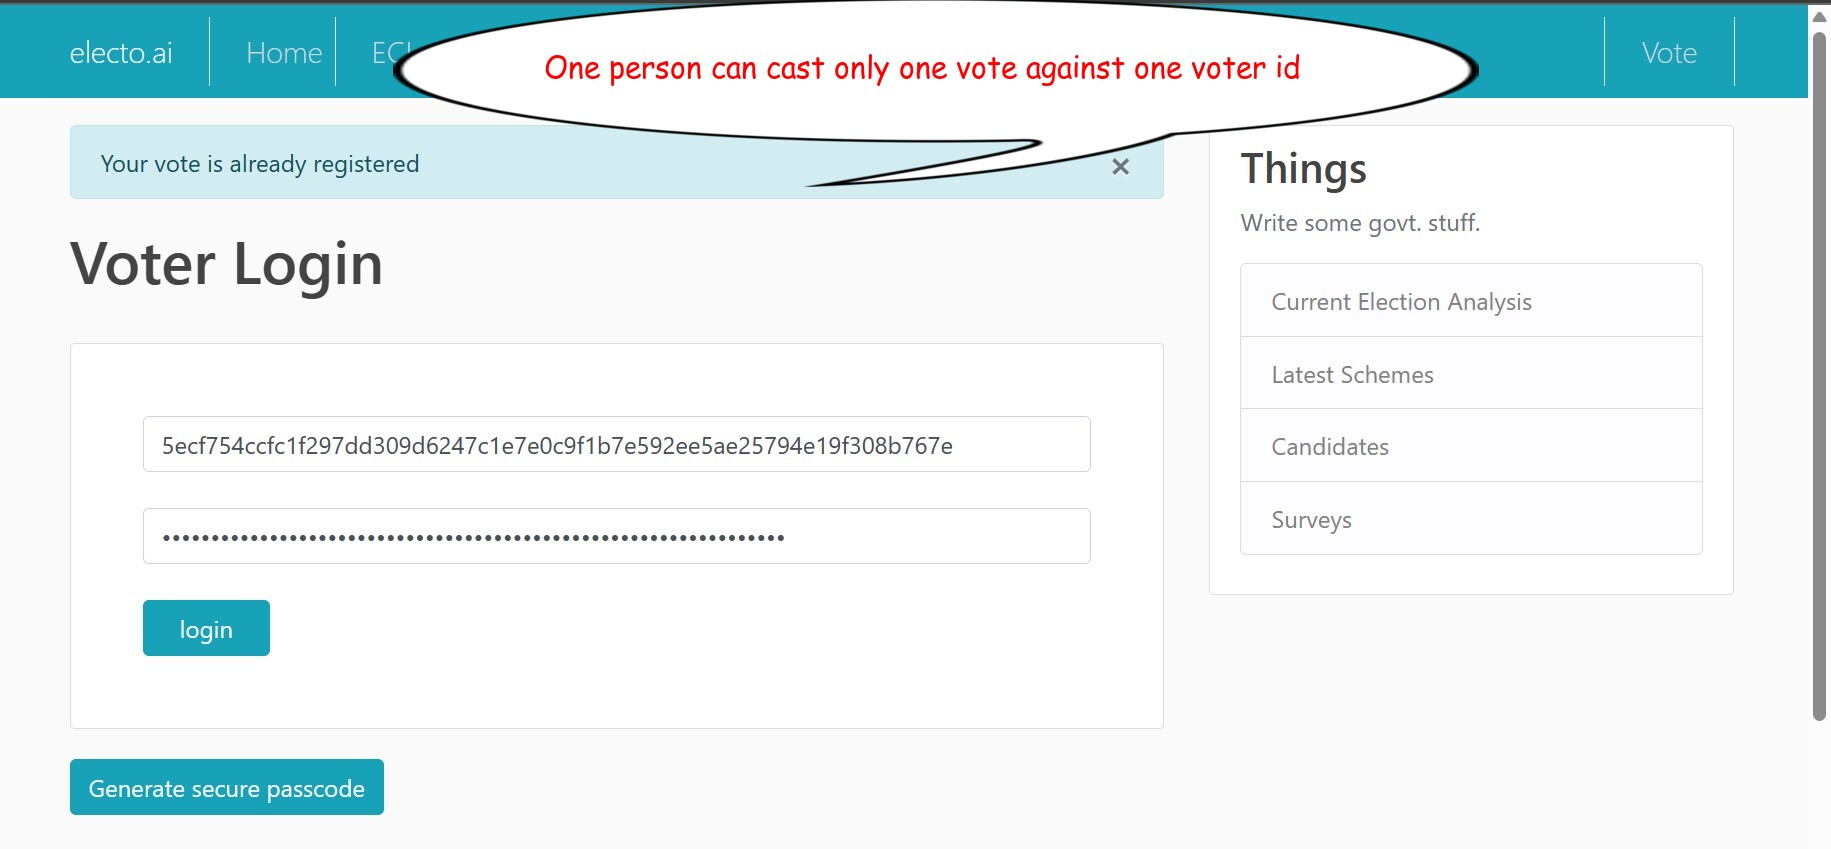 electo.ai
Home
Vote
One person can cast only one vote against one voter id
Your vote is already registered
×
Voter Login
5ecf754ccfc1f297dd309d6247c1e7e0c9f1b7e592ee5ae25794e19f308b767e
login
Generate secure passcode
Things
Write some govt. stuff.
Current Election Analysis
Latest Schemes
Candidates
Surveys